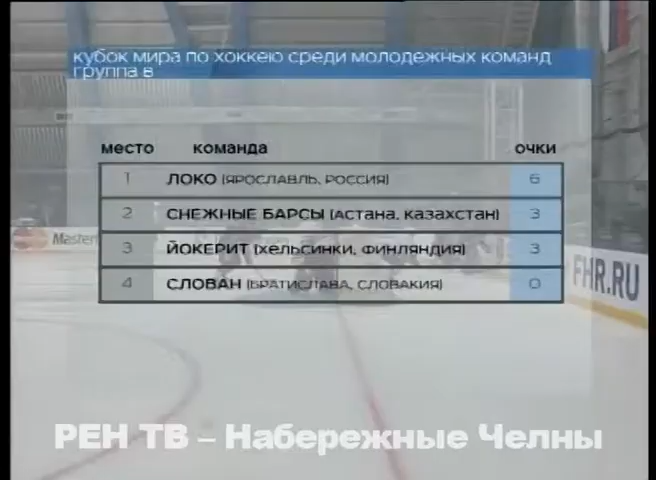 кубок мира по хоккею среди молодежных команд
группа в
место команда очки
1 ЛОКО (ЯРОСЛАВЛЬ, РОССИЯ) 6
2 СНЕЖНЫЕ БАРСЫ (Астана, казахстан) 3
3 ЙОКЕРИТ (хельсинки, финляндия) 3
4 СЛОВАН (БРАТИСЛАВА, СЛОВАКИЯ) 0
Master
FHR.RU
РЕН ТВ – Набережные Челны